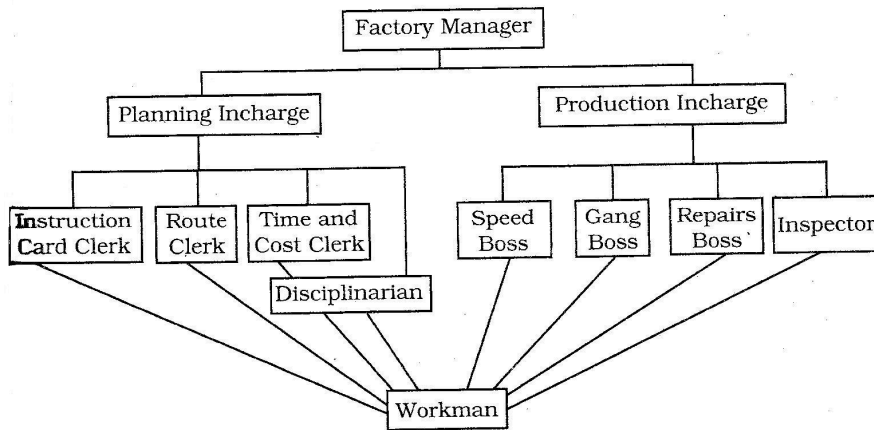 Factory Manager
Planning Incharge
Production Incharge
Instruction
Card Clerk
Route
Clerk
Time and
Cost Clerk
Speed
Boss
Gang
Boss
Repairs
Boss
Inspector
Disciplinarian
Workman